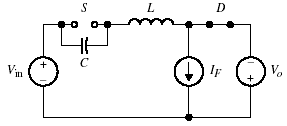 S L D
C
V_in + − I_F − + V_o